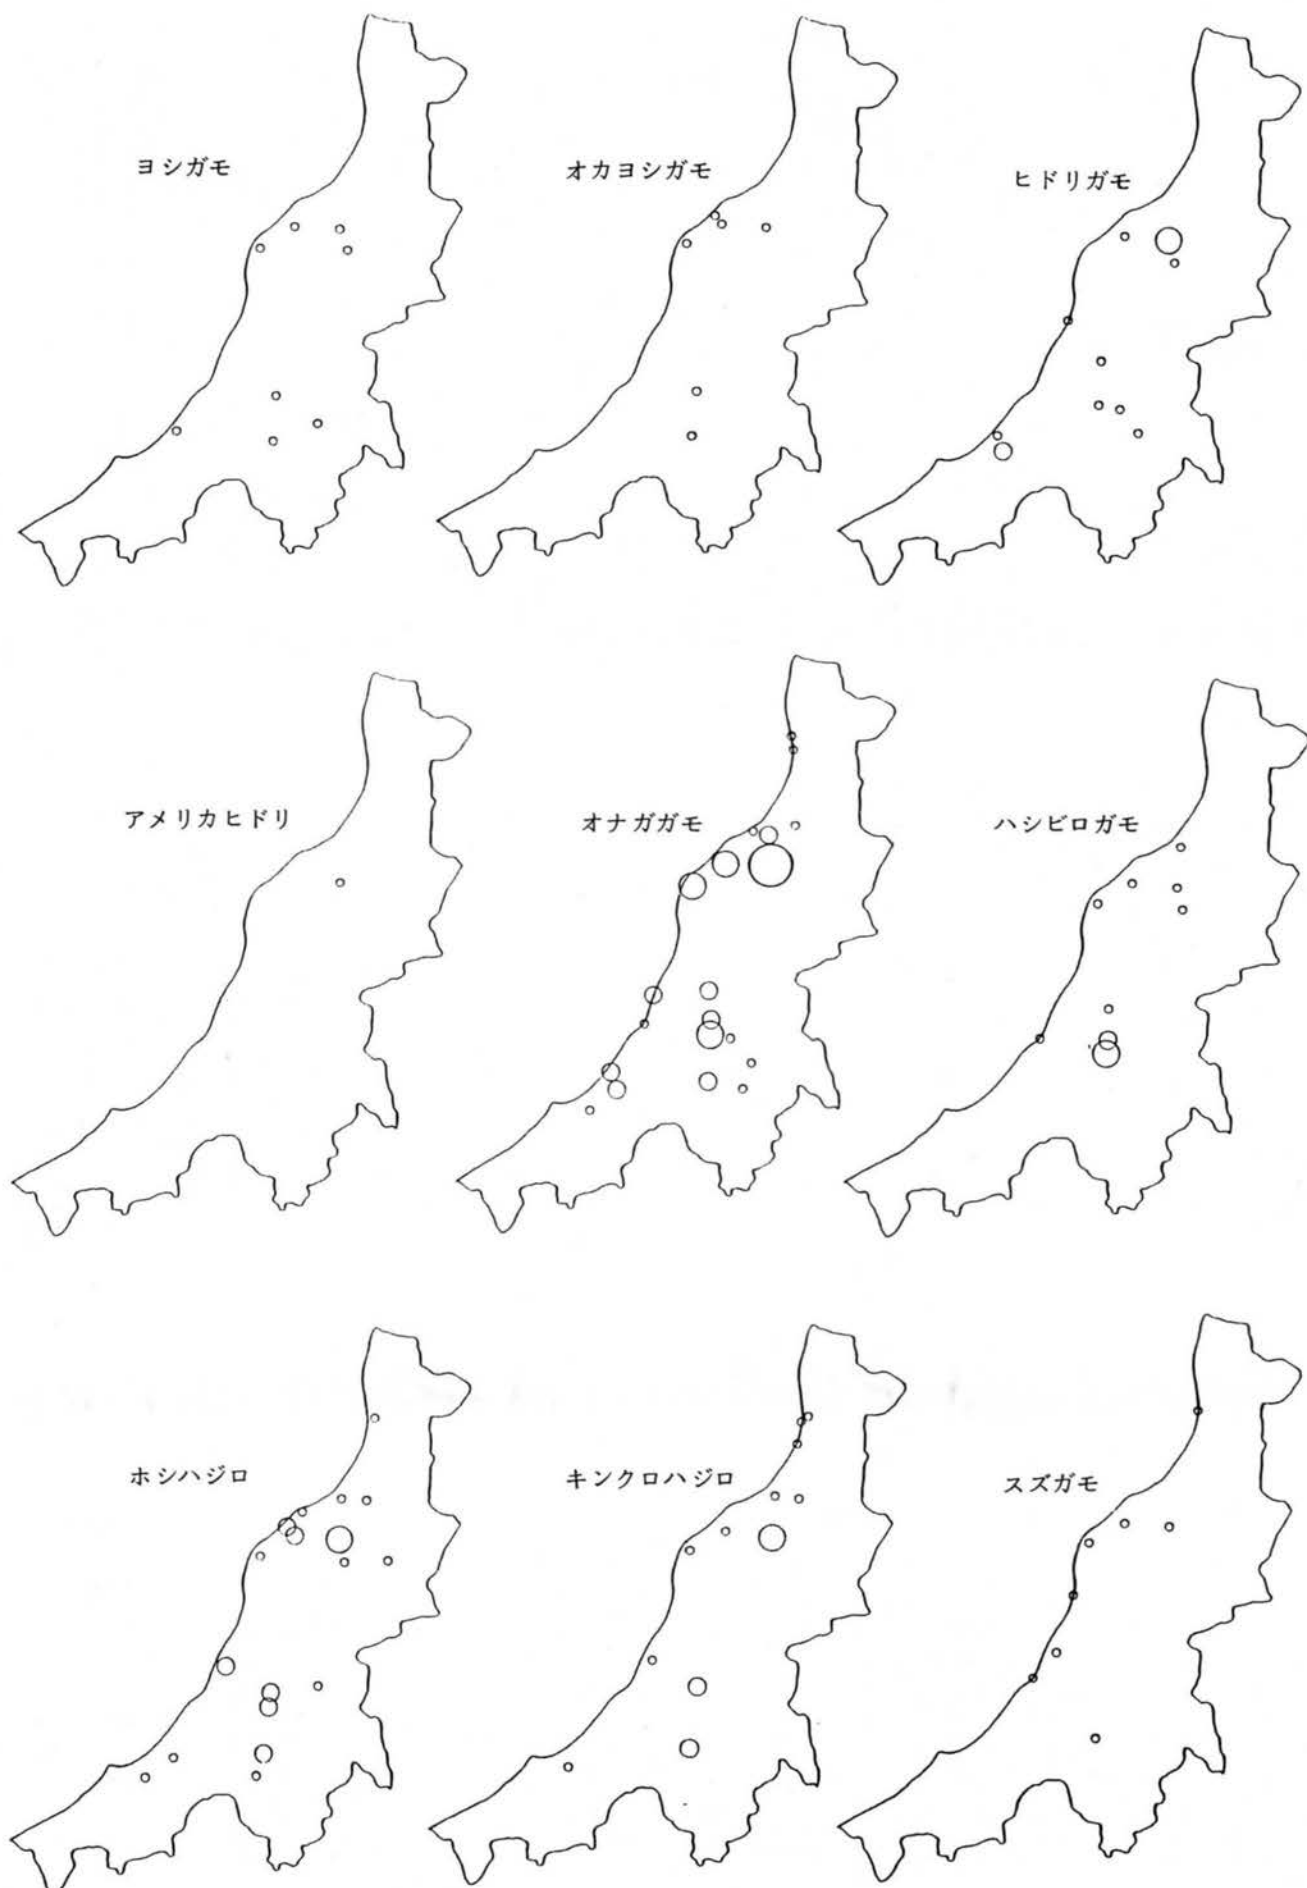 ヨシガモ
オカヨシガモ
ヒドリガモ
アメリカヒドリ
オナガガモ
ハシビロガモ
ホシハジロ
キンクロハジロ
スズガモ